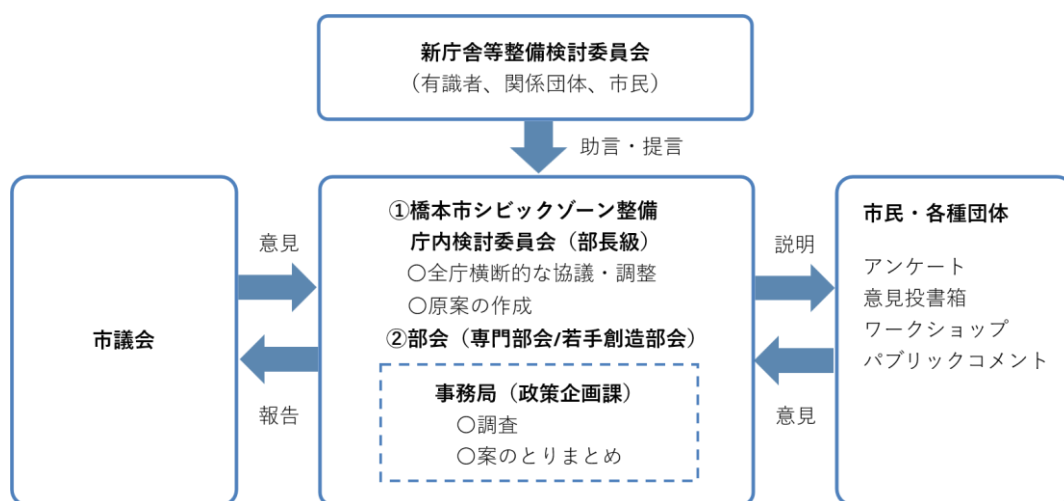 新庁舎等整備検討委員会
（有識者、関係団体、市民）
助言・提言
市議会
意見
報告
①橋本市シビックゾーン整備
庁内検討委員会（部長級）
○全庁横断的な協議・調整
○原案の作成
②部会（専門部会/若手創造部会）
事務局（政策企画課）
○調査
○案のとりまとめ
説明
意見
市民・各種団体
アンケート
意見投書箱
ワークショップ
パブリックコメント